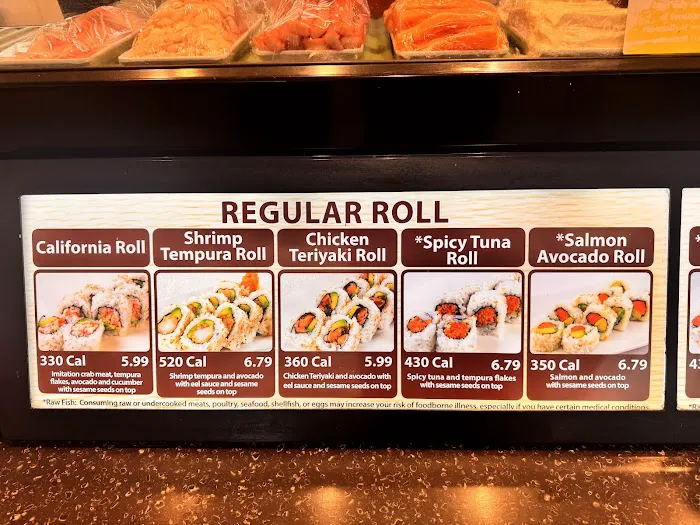 REGULAR ROLL
California Roll
330 Cal 5.99
Imitation crab meat, tempura
flakes, avocado and cucumber
with sesame seeds on top
Shrimp
Tempura Roll
520 Cal 6.79
Shrimp tempura and avocado
with eel sauce and sesame
seeds on top
Chicken
Teriyaki Roll
360 Cal 5.99
Chicken Teriyaki and avocado with
eel sauce and sesame seeds on top
*Spicy Tuna
Roll
430 Cal 6.79
Spicy tuna and tempura flakes
with sesame seeds on top
*Salmon
Avocado Roll
350 Cal 6.79
Salmon and avocado
with sesame seeds on top
*Raw Fish: Consuming raw or undercooked meats, poultry, seafood, shellfish, or eggs may increase your risk of foodborne illness, especially if you have certain medical conditions.